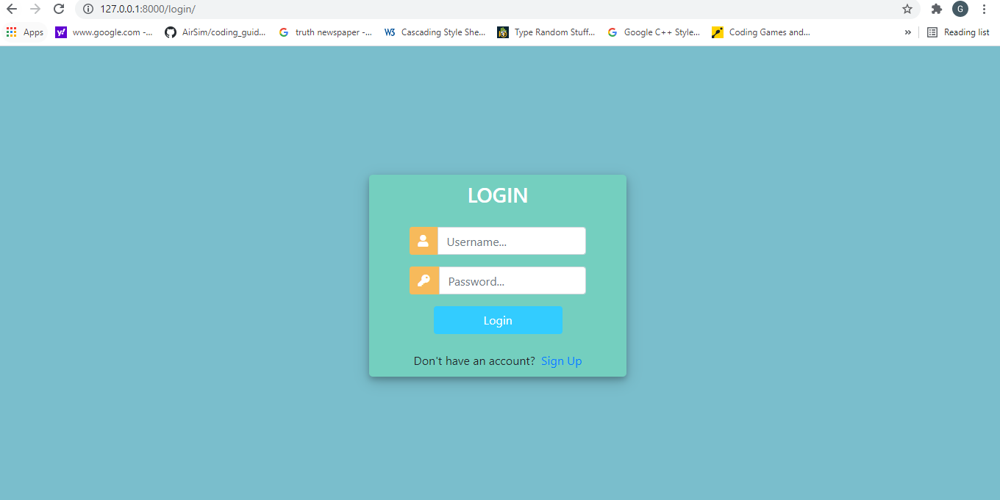 127.0.0.1:8000/login/
G
Apps www.google.com -... AirSim/coding_guid... truth newspaper -... W3 Cascading Style She... Type Random Stuff... Google C++ Style... Coding Games and... » Reading list
LOGIN
Username...
Password...
Login
Don't have an account? Sign Up